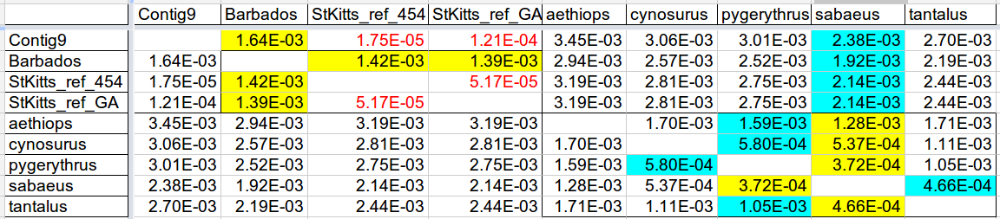 Contig9 Barbados StKitts_ref_454 StKitts_ref_GA aethiops cynosurus pygerythrus sabaeus tantalus
Contig9 1.64E-03 1.75E-05 1.21E-04 3.45E-03 3.06E-03 3.01E-03 2.38E-03 2.70E-03
Barbados 1.64E-03 1.42E-03 1.39E-03 2.94E-03 2.57E-03 2.52E-03 1.92E-03 2.19E-03
StKitts_ref_454 1.75E-05 1.42E-03 5.17E-05 3.19E-03 2.81E-03 2.75E-03 2.14E-03 2.44E-03
StKitts_ref_GA 1.21E-04 1.39E-03 5.17E-05 3.19E-03 2.81E-03 2.75E-03 2.14E-03 2.44E-03
aethiops 3.45E-03 2.94E-03 3.19E-03 3.19E-03 1.70E-03 1.59E-03 1.28E-03 1.71E-03
cynosurus 3.06E-03 2.57E-03 2.81E-03 2.81E-03 1.70E-03 5.80E-04 5.37E-04 1.11E-03
pygerythrus 3.01E-03 2.52E-03 2.75E-03 2.75E-03 1.59E-03 5.80E-04 3.72E-04 1.05E-03
sabaeus 2.38E-03 1.92E-03 2.14E-03 2.14E-03 1.28E-03 5.37E-04 3.72E-04 4.66E-04
tantalus 2.70E-03 2.19E-03 2.44E-03 2.44E-03 1.71E-03 1.11E-03 1.05E-03 4.66E-04